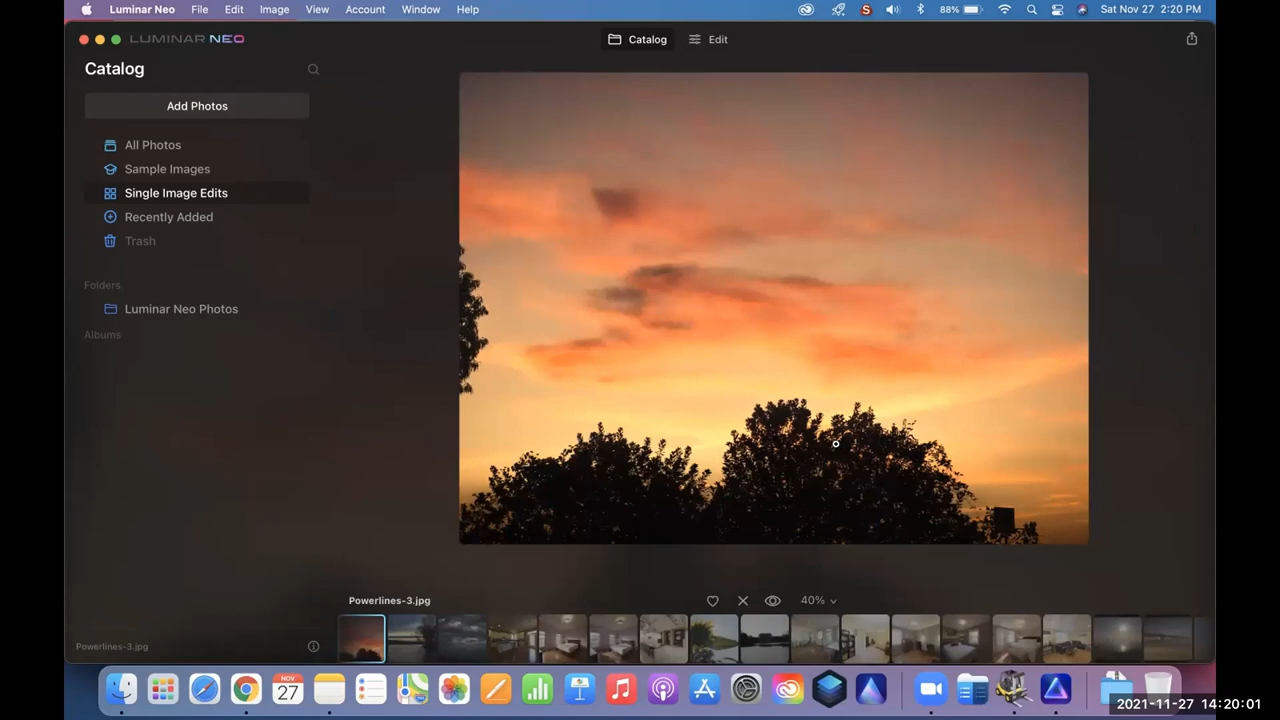 Luminar Neo File Edit Image View Account Window Help 88% Sat Nov 27 2:20 PM
LUMINAR NEO Catalog Edit
Catalog
Add Photos
All Photos
Sample Images
Single Image Edits
Recently Added
Trash
Folders
Luminar Neo Photos
Albums
Powerlines-3.jpg 40%
Powerlines-3.jpg
NOV
27
2021-11-27 14:20:01